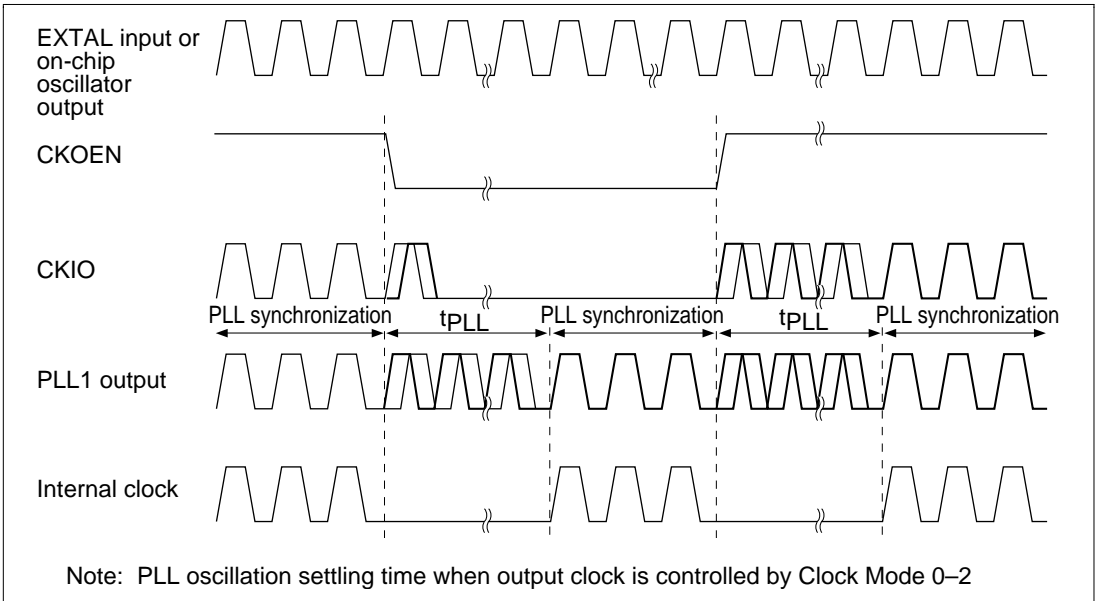 EXTAL input or
on-chip
oscillator
output
CKOEN
CKIO
PLL synchronization tPLL PLL synchronization tPLL PLL synchronization
PLL1 output
Internal clock
Note: PLL oscillation settling time when output clock is controlled by Clock Mode 0–2